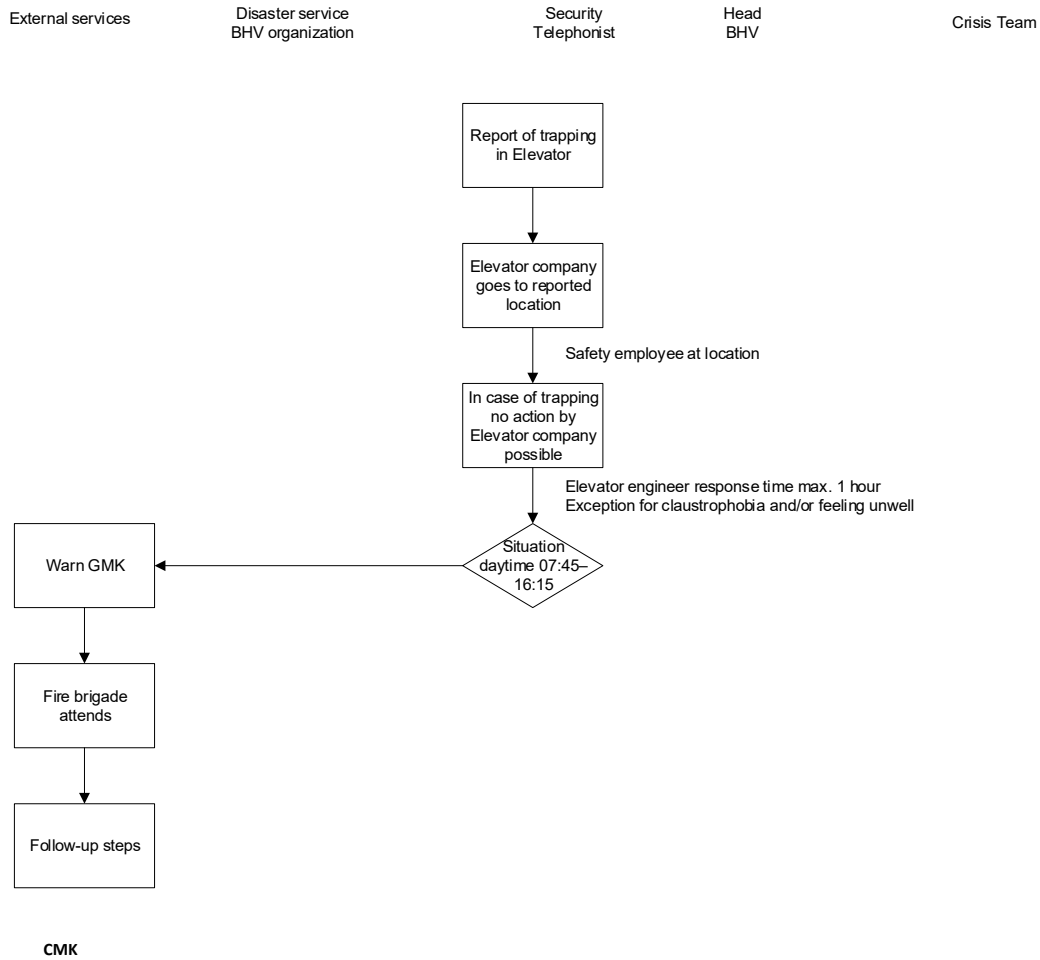 External services
Disaster service
BHV organization
Security
Telephonist
Head
BHV
Crisis Team
Report of trapping
in Elevator
Elevator company
goes to reported
location
Safety employee at location
In case of trapping
no action by
Elevator company
possible
Elevator engineer response time max. 1 hour
Exception for claustrophobia and/or feeling unwell
Situation
daytime 07:45–
16:15
Warn GMK
Fire brigade
attends
Follow-up steps
CMK